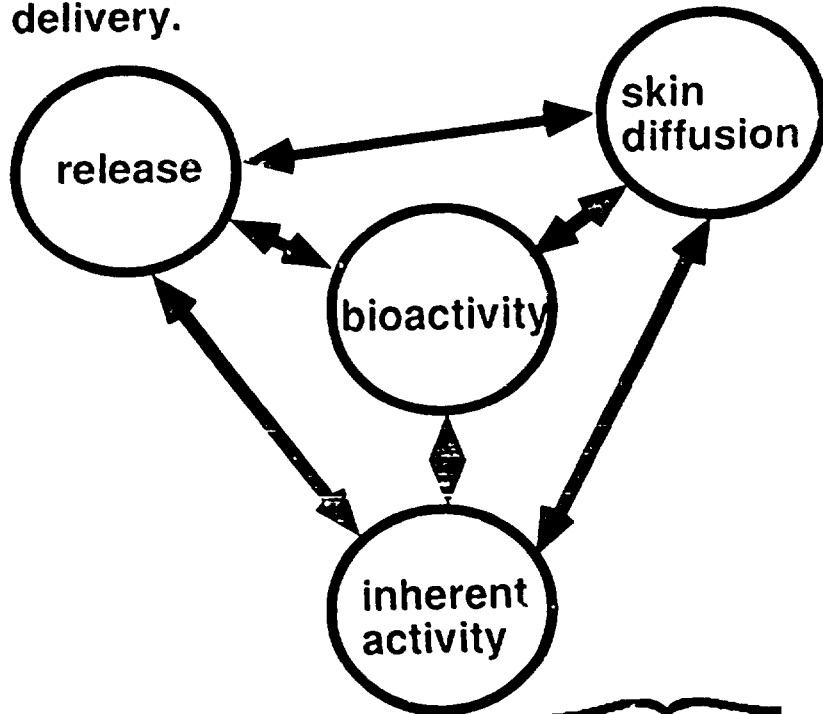 delivery.
release
skin
diffusion
bioactivity
inherent
activity